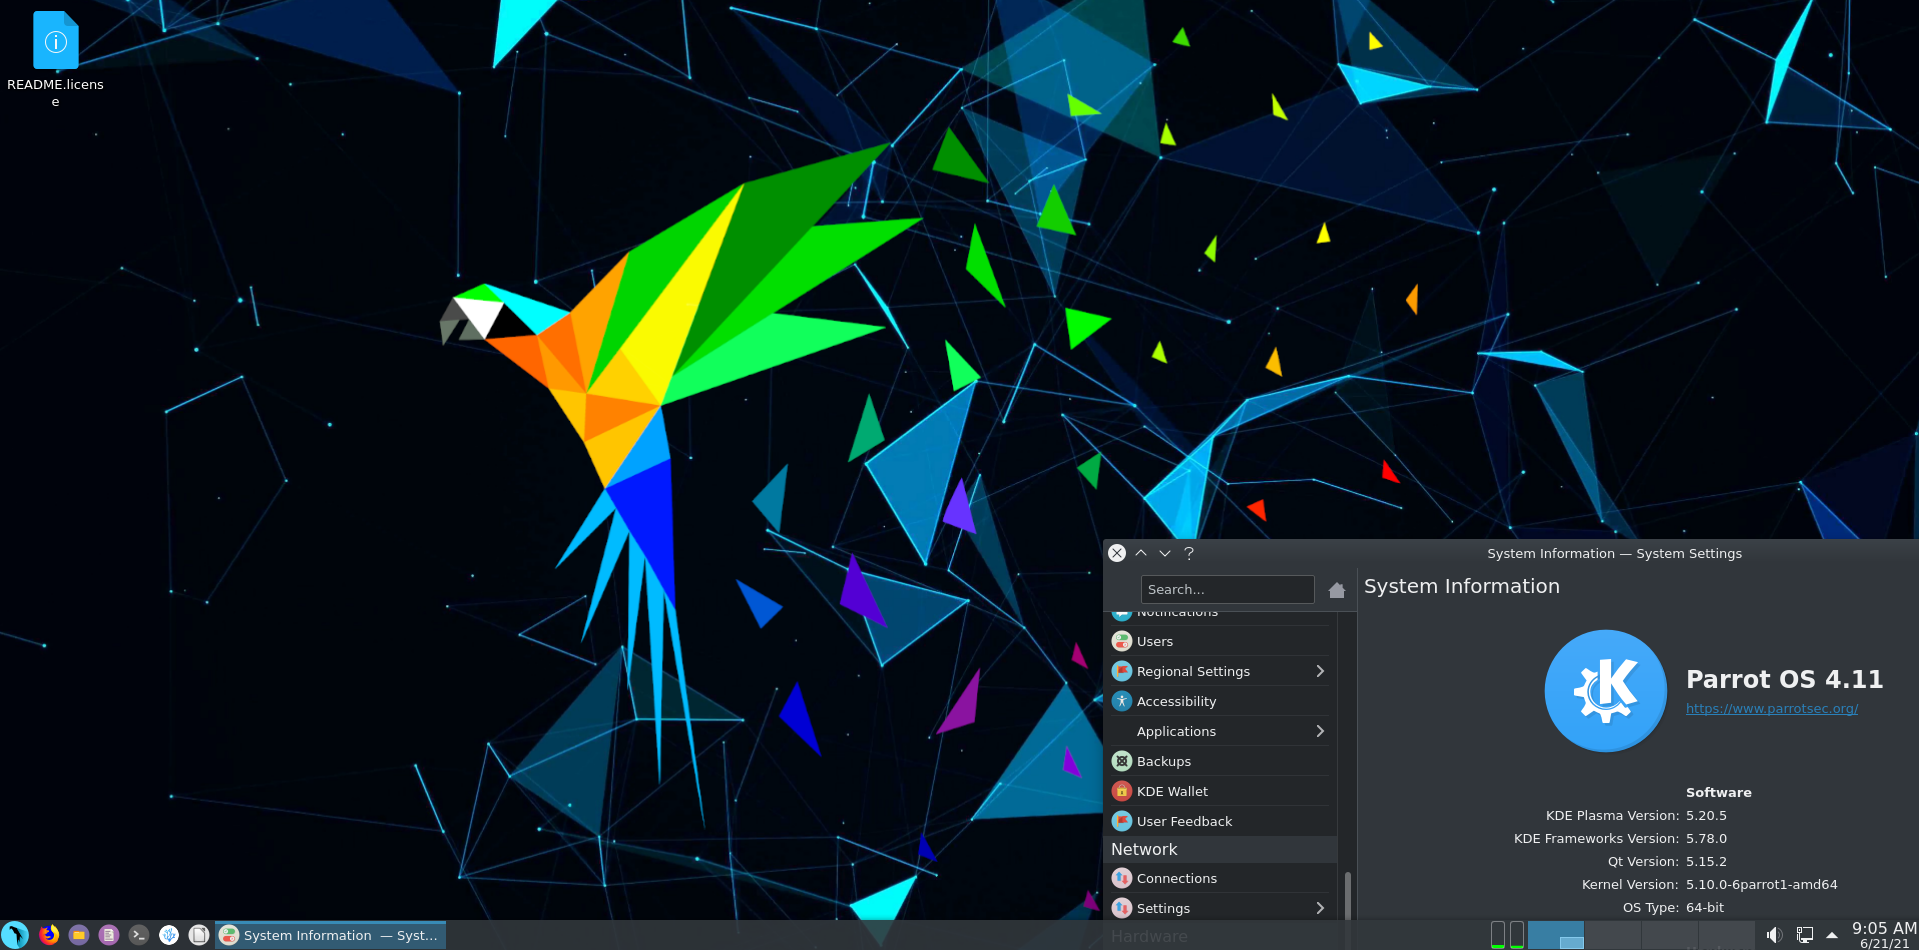 README.licens
e
System Information — System Settings
Search...
System Information
Notifications
Users
Regional Settings
Accessibility
Applications
Backups
KDE Wallet
User Feedback
Network
Connections
Settings
Hardware
Parrot OS 4.11
https://www.parrotsec.org/
Software
KDE Plasma Version: 5.20.5
KDE Frameworks Version: 5.78.0
Qt Version: 5.15.2
Kernel Version: 5.10.0-6parrot1-amd64
OS Type: 64-bit
System Information — Syst...
9:05 AM
6/21/21